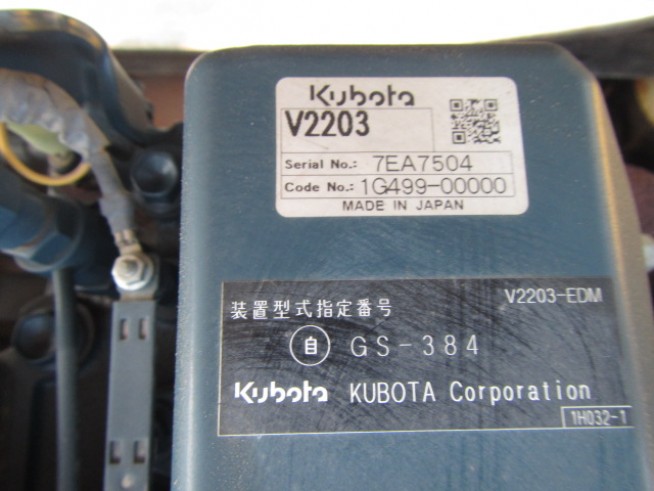 Kubota
V2203
Serial No.: 7EA7504
Code No.: 1G499-00000
MADE IN JAPAN
V2203-EDM
装置型式指定番号
自 GS-384
Kubota KUBOTA Corporation
1H032-1